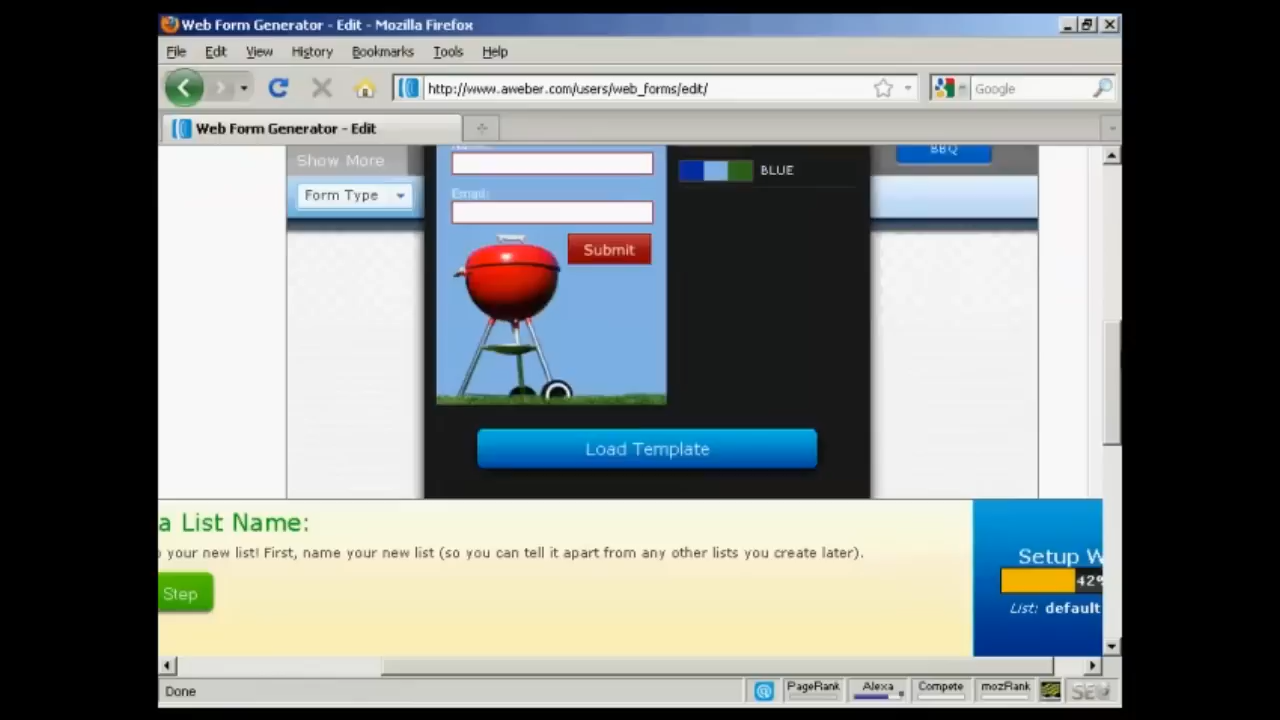 Web Form Generator - Edit - Mozilla Firefox
File Edit View History Bookmarks Tools Help
http://www.aweber.com/users/web_forms/edit/
Google
Web Form Generator - Edit
Show More
BBQ
BLUE
Form Type
Email:
Submit
Load Template
a List Name:
your new list! First, name your new list (so you can tell it apart from any other lists you create later).
Step
Setup W
42%
List: default
Done
PageRank
Alexa
Compete
mozRank